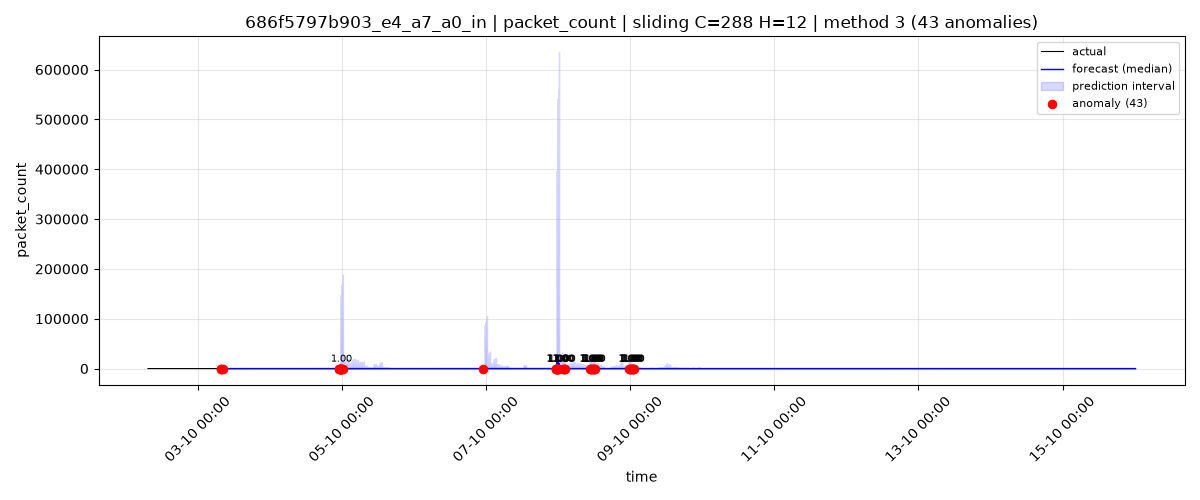 686f5797b903_e4_a7_a0_in | packet_count | sliding C=288 H=12 | method 3 (43 anomalies)
actual
forecast (median)
prediction interval
anomaly (43)
packet_count
600000
500000
400000
300000
200000
100000
0
1.00
03-10 00:00
05-10 00:00
07-10 00:00
09-10 00:00
11-10 00:00
13-10 00:00
15-10 00:00
time